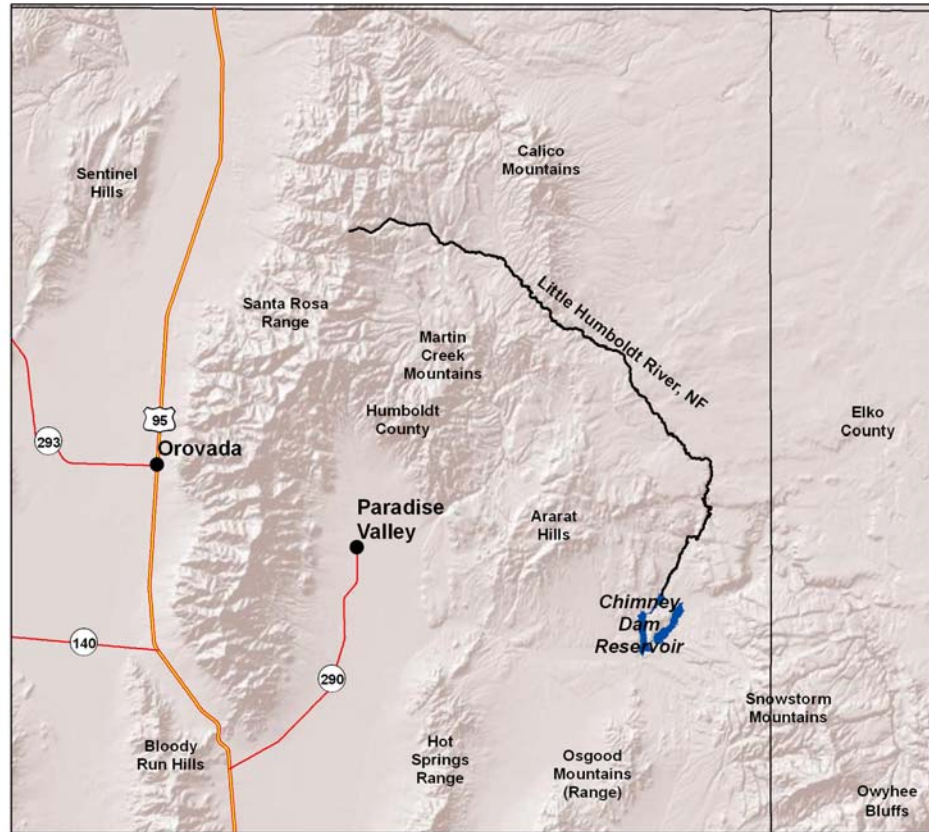 Calico
Mountains
Sentinel
Hills
Santa Rosa
Range
Little Humboldt River, NF
Martin
Creek
Mountains
Humboldt
County
95
Elko
County
293
Orovada
Paradise
Valley
Ararat
Hills
Chimney
Dam
Reservoir
140
290
Snowstorm
Mountains
Bloody
Run Hills
Hot
Springs
Range
Osgood
Mountains
(Range)
Owyhee
Bluffs